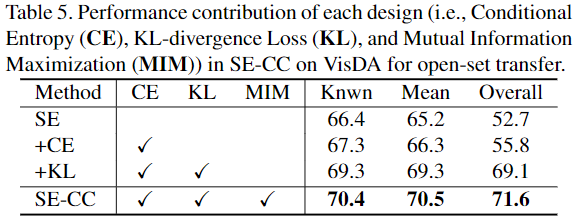 Table 5. Performance contribution of each design (i.e., Conditional
Entropy (CE), KL-divergence Loss (KL), and Mutual Information
Maximization (MIM)) in SE-CC on VisDA for open-set transfer.
Method CE KL MIM Knwn Mean Overall
SE 66.4 65.2 52.7
+CE ✓ 67.3 66.3 55.8
+KL ✓ ✓ 69.3 69.3 69.1
SE-CC ✓ ✓ ✓ 70.4 70.5 71.6